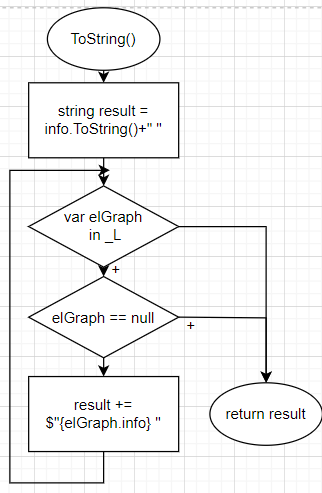 ToString()
string result =
info.ToString()+" "
var elGraph
in _L
+
elGraph == null
+
result +=
$"{elGraph.info} "
return result